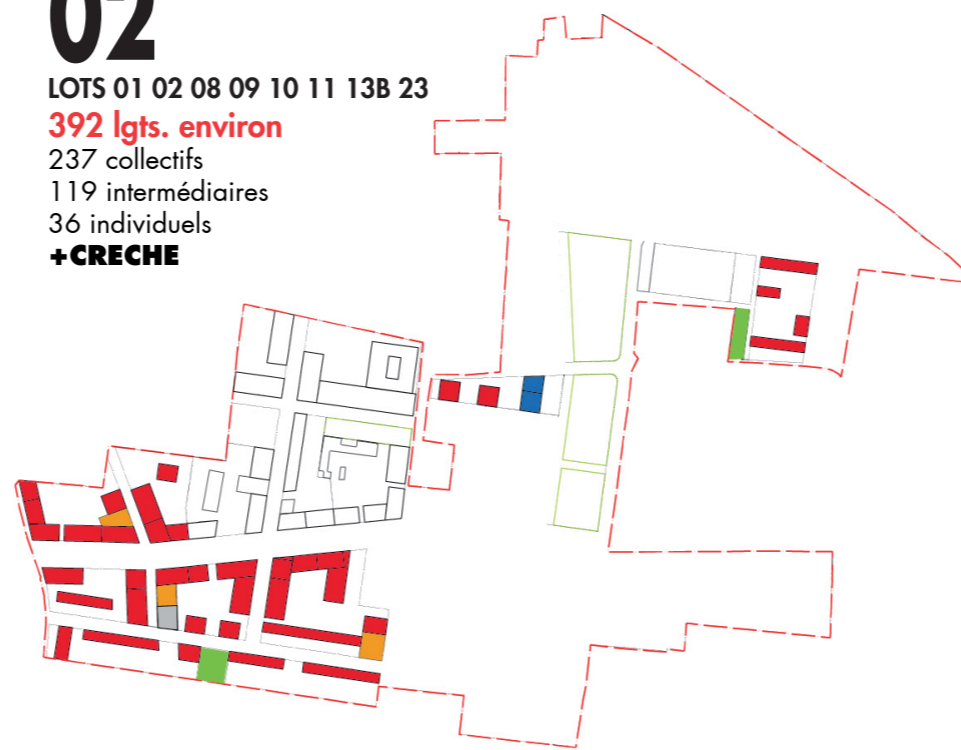 02
LOTS 01 02 08 09 10 11 13B 23
392 lgts. environ
237 collectifs
119 intermédiaires
36 individuels
+CRECHE